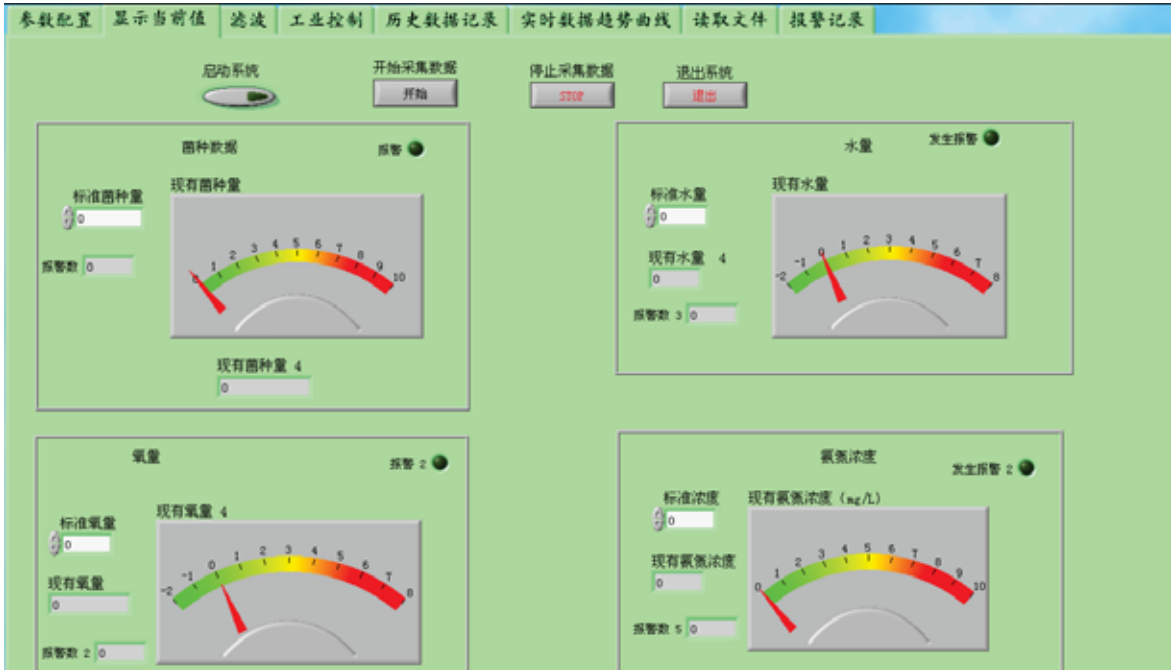 参数配置 显示当前值 滤波 工业控制 历史数据记录 实时数据趋势曲线 读取文件 报警记录
启动系统 开始采集数据 停止采集数据 退出系统
开始 STOP 退出
菌种数据 报警
标准菌种量 现有菌种量
0
报警数 0
0 1 2 3 4 5 6 7 8 9 10
现有菌种量 4
0
水量 发生报警
标准水量 现有水量
0
现有水量 4
0
报警数 3 0
-2 -1 0 1 2 3 4 5 6 7 8
氧量 报警 2
标准氧量 现有氧量 4
0
现有氧量
0
报警数 2 0
-2 -1 0 1 2 3 4 5 6 7 8
氨氮浓度 发生报警 2
标准浓度 现有氨氮浓度 (mg/L)
0
现有氨氮浓度
0
报警数 5 0
0 1 2 3 4 5 6 7 8 9 10